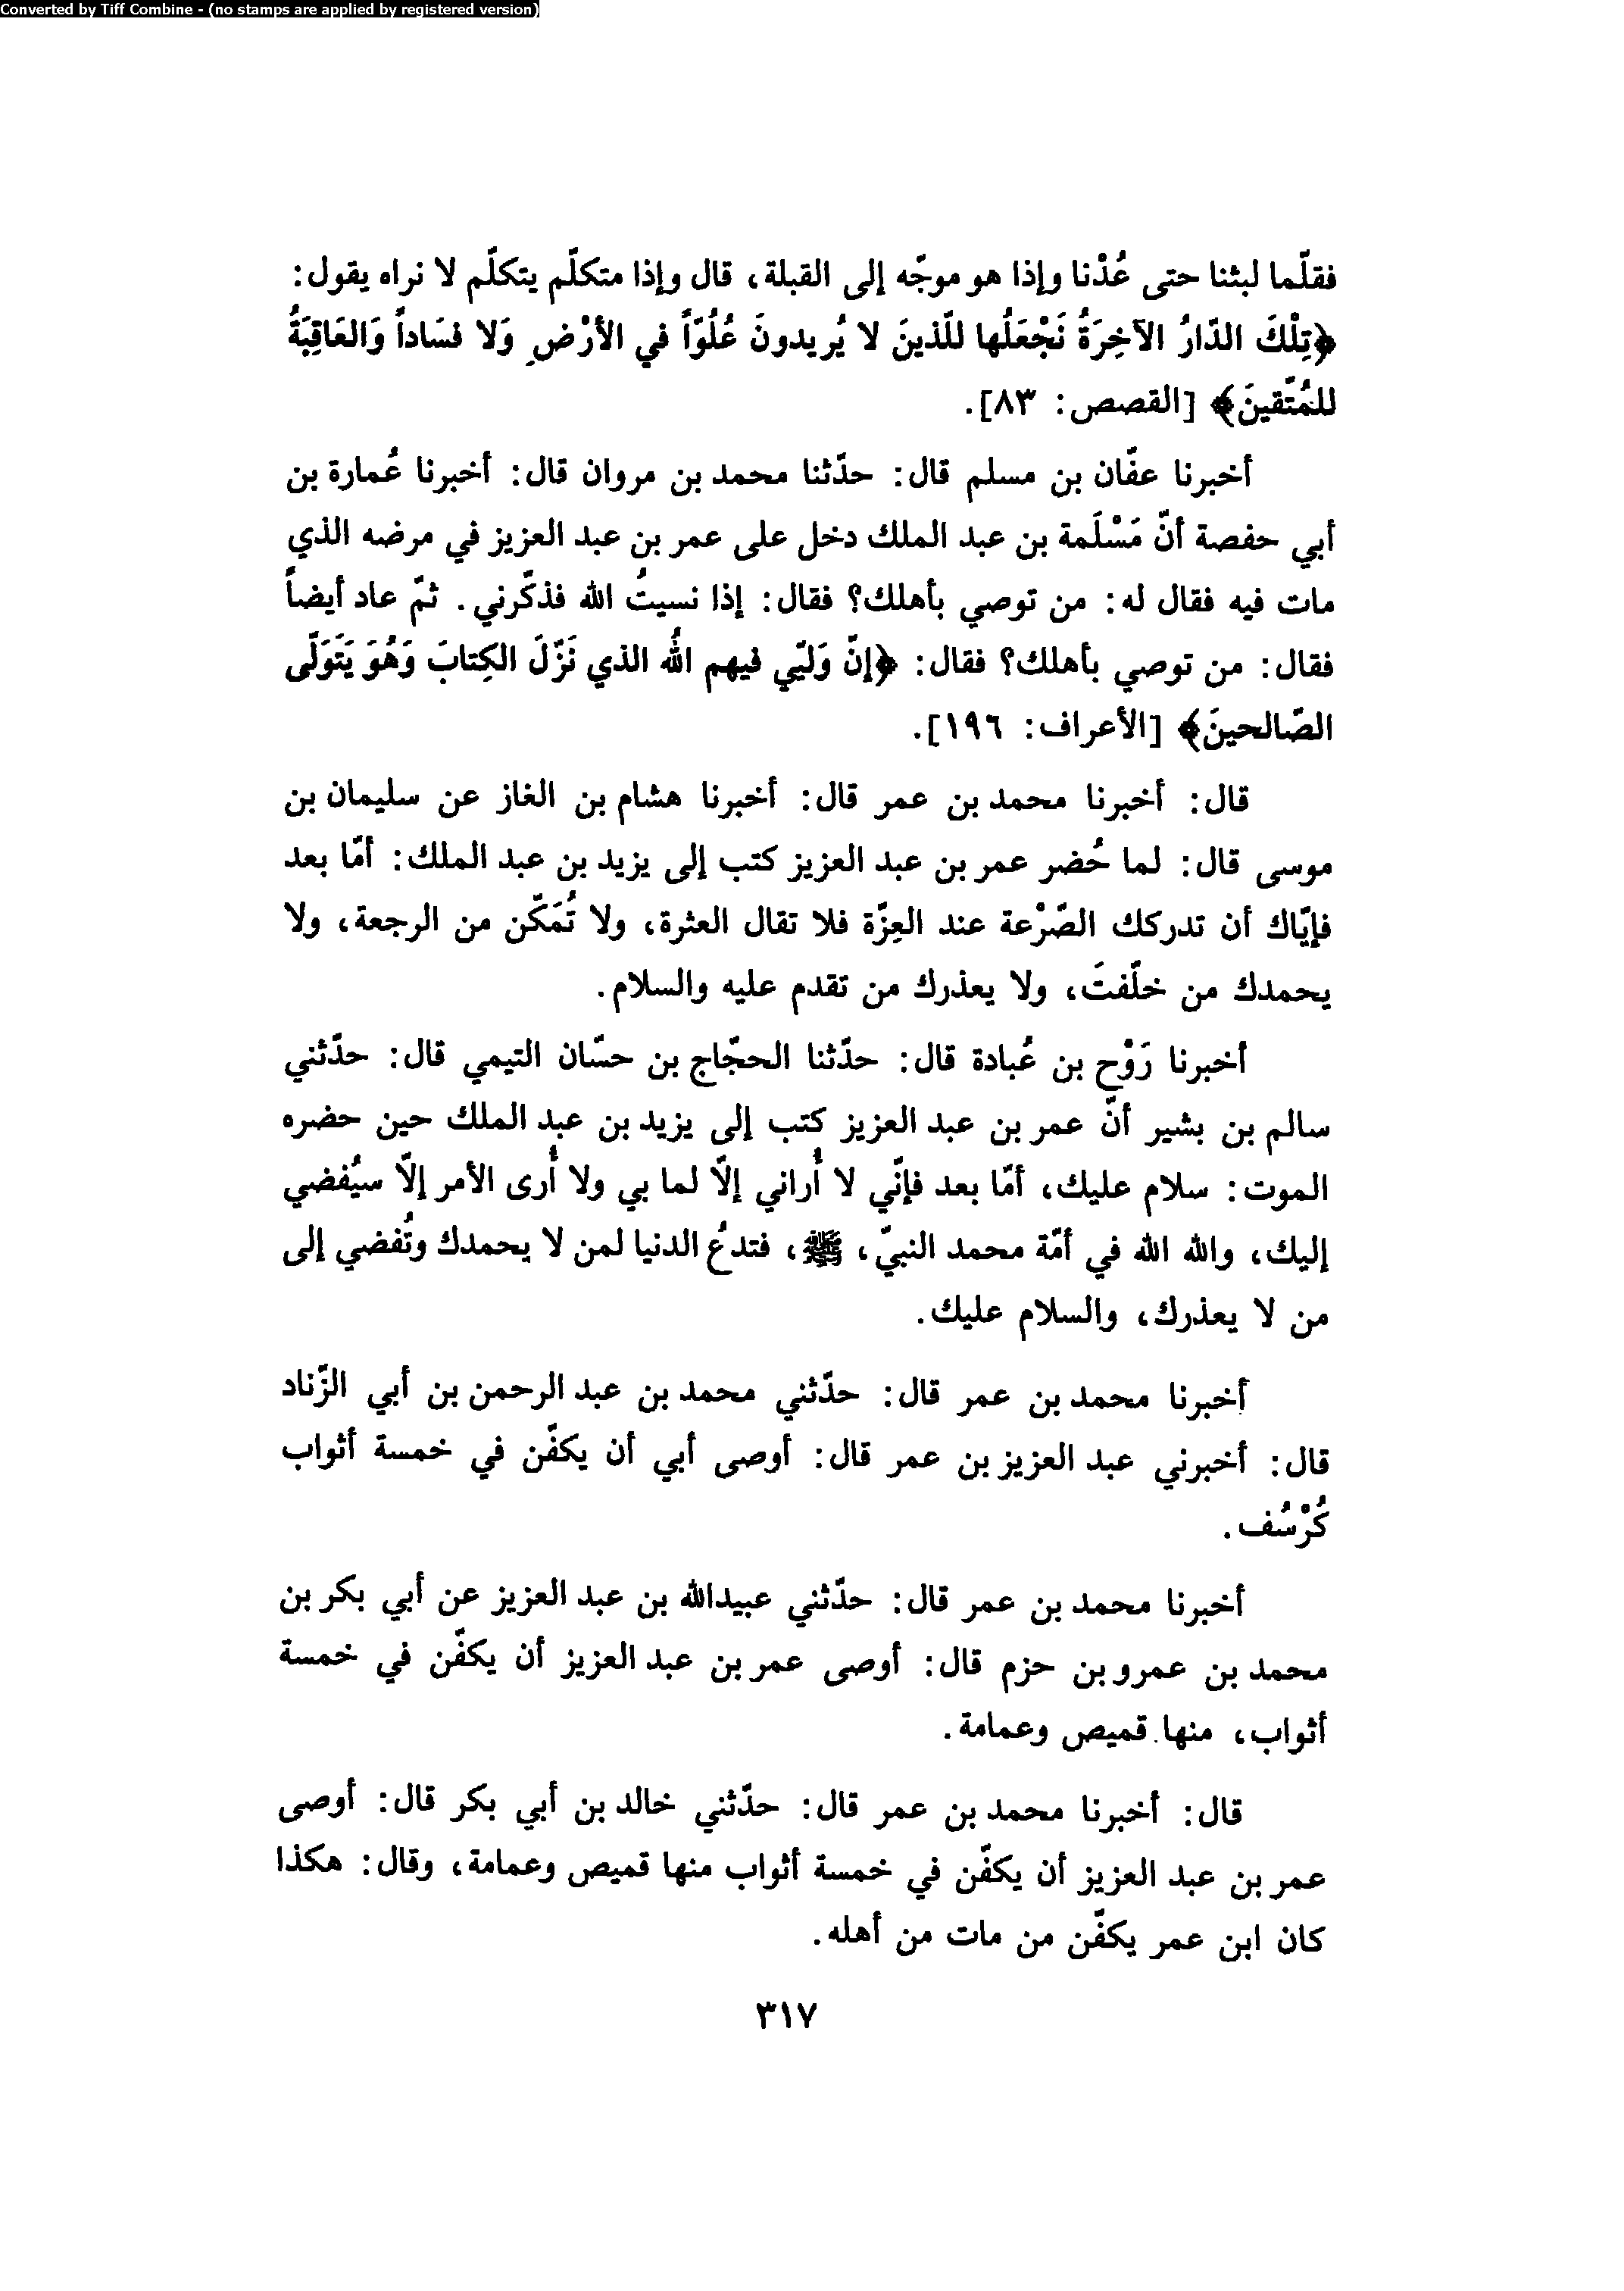 Converted by Tiff Combine - (no stamps are applied by registered version)
فقلّما لبثنا حتى عُدْنا وإذا هو موجّه إلى القبلة، قال وإذا متكلّم يتكلّم لا نراه يقول:
﴿تِلْكَ الدّارُ الآخِرَةُ نَجْعَلُها للّذينَ لا يُريدونَ عُلُوّاً في الأرْضِ وَلا فسَاداً وَالعَاقِبَةُ
للمُتّقينَ﴾ [القصص: ٨٣].
أخبرنا عفّان بن مسلم قال: حدّثنا محمد بن مروان قال: أخبرنا عُمارة بن
أبي حفصة أنّ مَسْلَمة بن عبد الملك دخل على عمر بن عبد العزيز في مرضه الذي
مات فيه فقال له: من توصي بأهلك؟ فقال: إذا نسيتُ الله فذكّرني. ثمّ عاد أيضاً
فقال: من توصي بأهلك؟ فقال: ﴿إنّ وَليّي فيهم اللُه الذي نَزّلَ الكِتابَ وَهُوَ يَتَوَلّى
الصّالحينَ﴾ [الأعراف: ١٩٦].
قال: أخبرنا محمد بن عمر قال: أخبرنا هشام بن الغاز عن سليمان بن
موسى قال: لما حُضر عمر بن عبد العزيز كتب إلى يزيد بن عبد الملك: أمّا بعد
فإيّاك أن تدركك الصّرْعة عند العِزّة فلا تقال العثرة، ولا تُمَكّن من الرجعة، ولا
يحمدك من خلّفتَ، ولا يعذرك من تقدم عليه والسلام.
أخبرنا رَوْح بن عُبادة قال: حدّثنا الحجّاج بن حسّان التيمي قال: حدّثني
سالم بن بشير أنّ عمر بن عبد العزيز كتب إلى يزيد بن عبد الملك حين حضره
الموت: سلام عليك، أمّا بعد فإنّي لا أُراني إلاّ لما بي ولا أُرى الأمر إلاّ سيُفضي
إليك، والله الله في أمّة محمد النبيّ، ﷺ، فتدعُ الدنيا لمن لا يحمدك وتُفضي إلى
من لا يعذرك، والسلام عليك.
أخبرنا محمد بن عمر قال: حدّثني محمد بن عبد الرحمن بن أبي الزّناد
قال: أخبرني عبد العزيز بن عمر قال: أوصى أبي أن يكفّن في خمسة أثواب
كُرْسُف.
أخبرنا محمد بن عمر قال: حدّثني عبيدالله بن عبد العزيز عن أبي بكر بن
محمد بن عمرو بن حزم قال: أوصى عمر بن عبد العزيز أن يكفّن في خمسة
أثواب، منها قميص وعمامة.
قال: أخبرنا محمد بن عمر قال: حدّثني خالد بن أبي بكر قال: أوصى
عمر بن عبد العزيز أن يكفّن في خمسة أثواب منها قميص وعمامة، وقال: هكذا
كان ابن عمر يكفّن من مات من أهله.
٣١٧